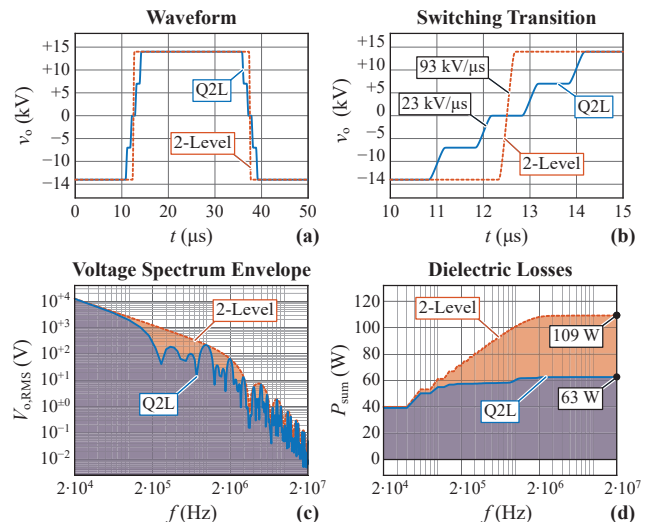 Waveform
+15
+10
+5
0
−5
−10
−14
v_o (kV)
Q2L
2-Level
0 10 20 30 40 50
t (μs)
(a)
Switching Transition
+15
+10
+5
0
−5
−10
−14
v_o (kV)
93 kV/μs
23 kV/μs
Q2L
2-Level
10 11 12 13 14 15
t (μs)
(b)
Voltage Spectrum Envelope
10^+4
10^+3
10^+2
10^+1
10^±0
10^-1
10^-2
V_o,RMS (V)
2-Level
Q2L
2·10^4 2·10^5 2·10^6 2·10^7
f (Hz)
(c)
Dielectric Losses
120
100
80
60
40
20
0
P_sum (W)
2-Level
109 W
Q2L
63 W
2·10^4 2·10^5 2·10^6 2·10^7
f (Hz)
(d)